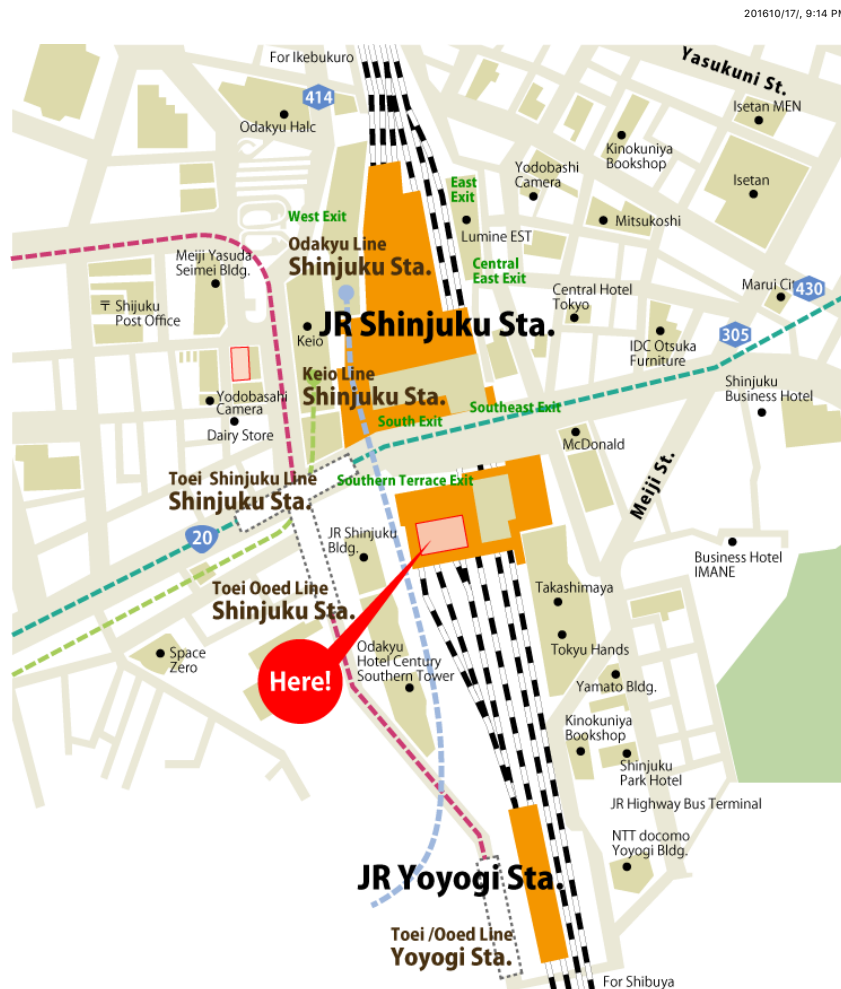 201610/17/, 9:14 PM
For Ikebukuro
Yasukuni St.
414
Isetan MEN
Odakyu Halc
Kinokuniya
Bookshop
Yodobashi
Camera
East
Exit
Isetan
West Exit
Mitsukoshi
Lumine EST
Odakyu Line
Shinjuku Sta.
Meiji Yasuda
Seimei Bldg.
Central
East Exit
Marui City
430
Central Hotel
Tokyo
〒 Shijuku
Post Office
JR Shinjuku Sta.
305
Keio
IDC Otsuka
Furniture
Keio Line
Shinjuku Sta.
Shinjuku
Business Hotel
Yodobasahi
Camera
Southeast Exit
South Exit
Dairy Store
McDonald
Toei Shinjuku Line
Shinjuku Sta.
Southern Terrace Exit
Meiji St.
20
JR Shinjuku
Bldg.
Business Hotel
IMANE
Toei Ooed Line
Shinjuku Sta.
Takashimaya
Space
Zero
Odakyu
Hotel Century
Southern Tower
Tokyu Hands
Here!
Yamato Bldg.
Kinokuniya
Bookshop
Shinjuku
Park Hotel
JR Highway Bus Terminal
NTT docomo
Yoyogi Bldg.
JR Yoyogi Sta.
Toei /Ooed Line
Yoyogi Sta.
For Shibuya